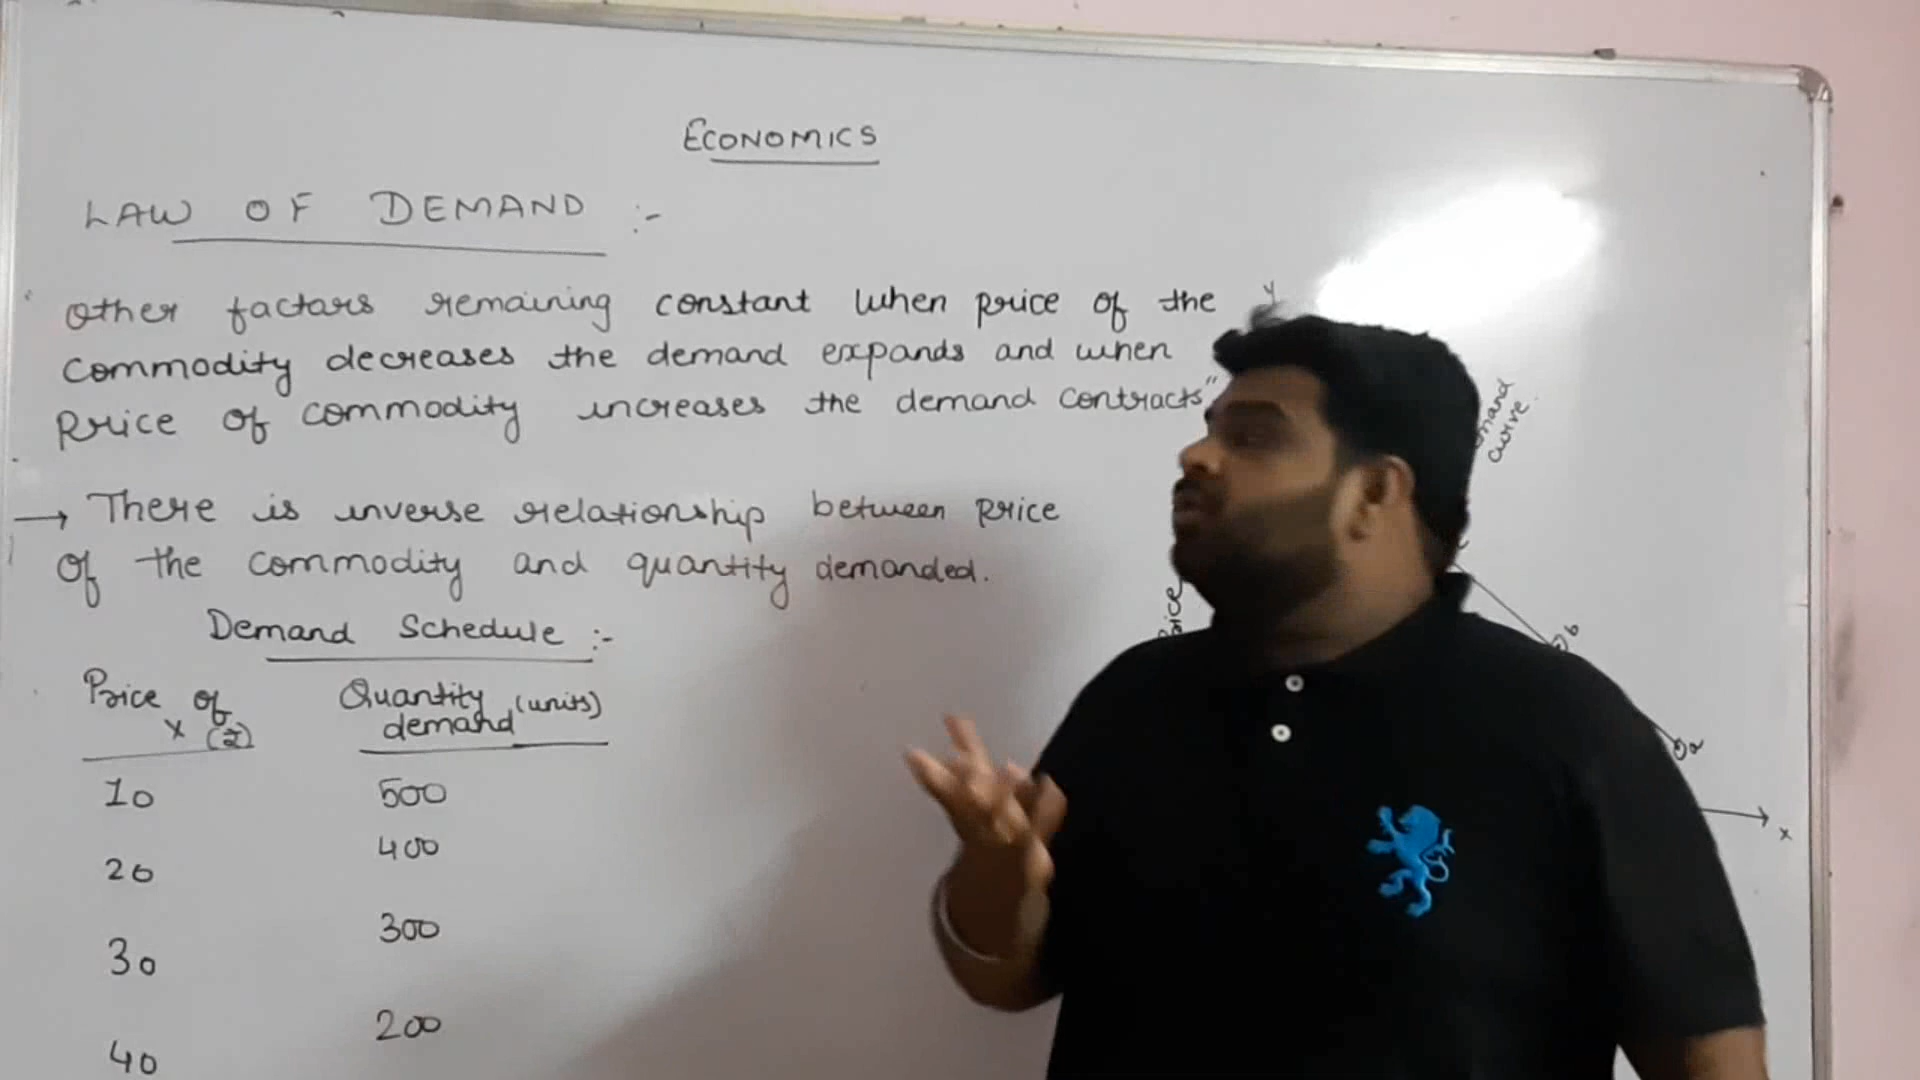 ECONOMICS
LAW OF DEMAND :-
Other factors remaining constant when price of the
commodity decreases the demand expands and when
Price of commodity increases the demand contracts"
→ There is inverse relationship between price
of the commodity and quantity demanded.
Demand Schedule :-
Price of Quantity (units)
x (₹) demand
10 500
20 400
30 300
40 200
y
curve.
Price
b
a
x